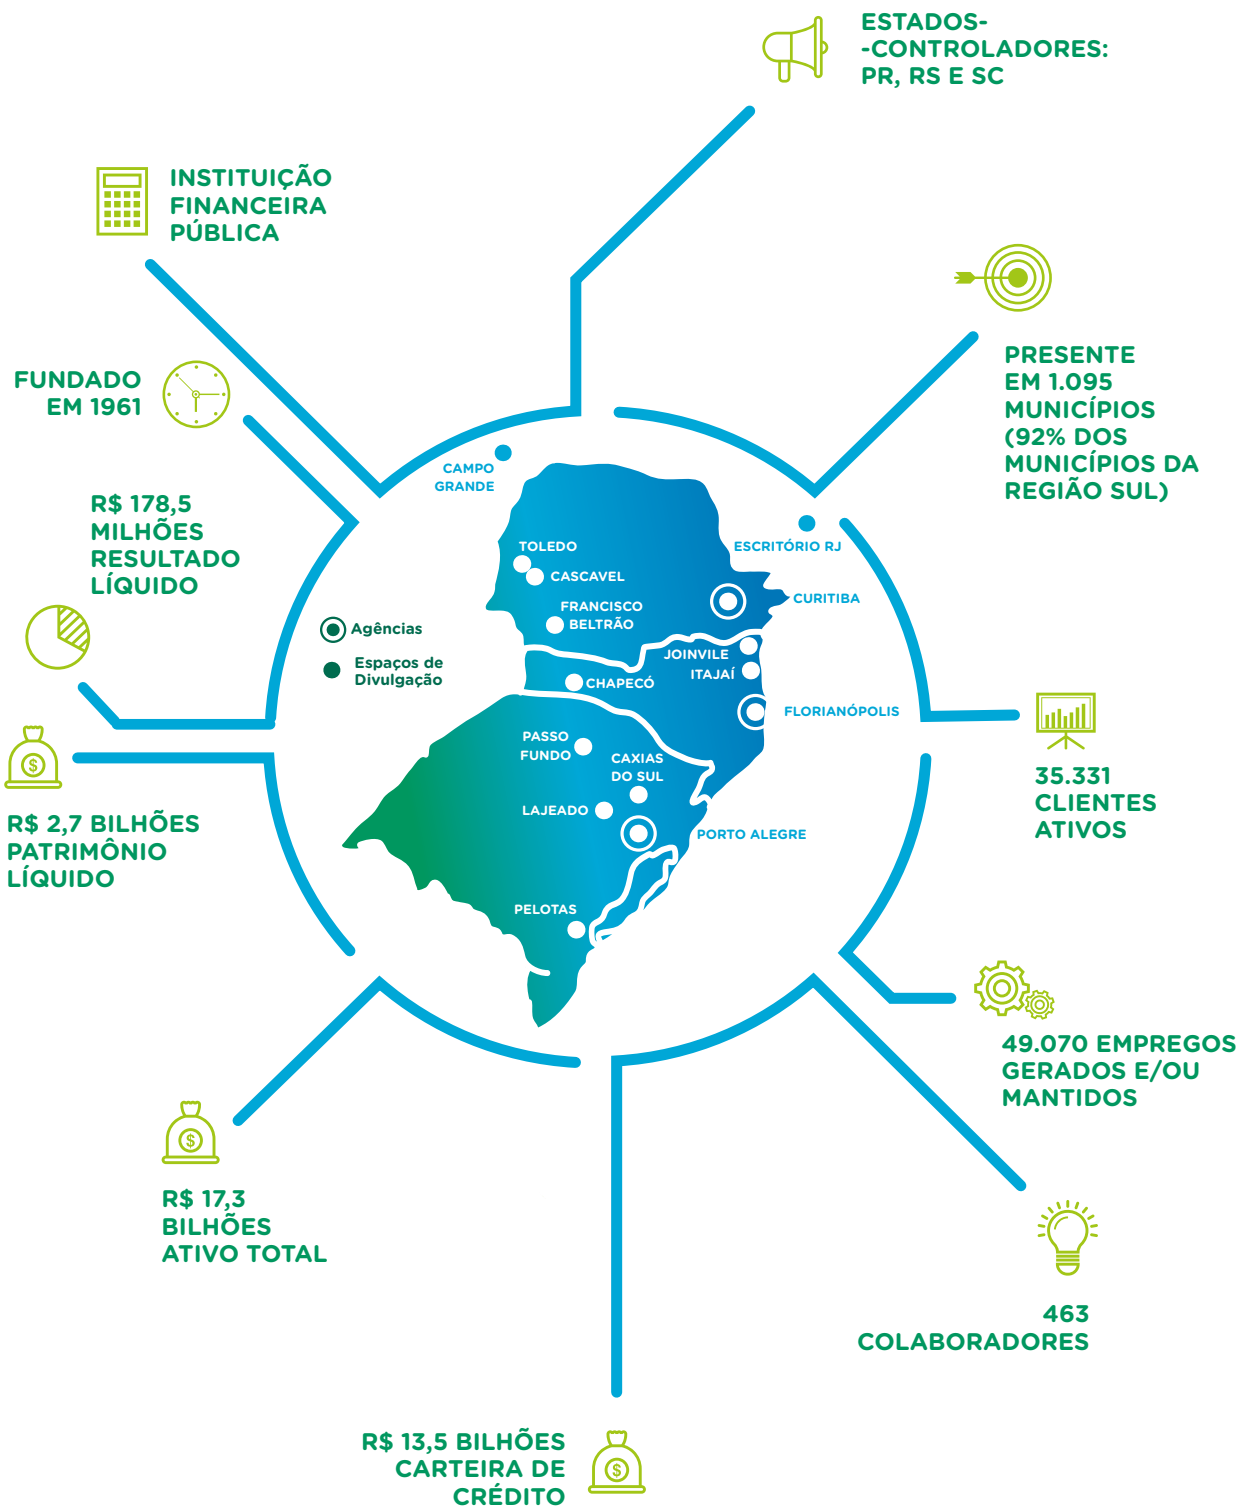 ESTADOS-
-CONTROLADORES:
PR, RS E SC
INSTITUIÇÃO
FINANCEIRA
PÚBLICA
PRESENTE
EM 1.095
MUNICÍPIOS
(92% DOS
MUNICÍPIOS DA
REGIÃO SUL)
FUNDADO
EM 1961
R$ 178,5
MILHÕES
RESULTADO
LÍQUIDO
CAMPO
GRANDE
ESCRITÓRIO RJ
TOLEDO
CASCAVEL
FRANCISCO
BELTRÃO
CURITIBA
Agências
Espaços de
Divulgação
JOINVILE
ITAJAÍ
CHAPECÓ
FLORIANÓPOLIS
PASSO
FUNDO
CAXIAS
DO SUL
LAJEADO
PORTO ALEGRE
PELOTAS
$
R$ 2,7 BILHÕES
PATRIMÔNIO
LÍQUIDO
35.331
CLIENTES
ATIVOS
49.070 EMPREGOS
GERADOS E/OU
MANTIDOS
$
R$ 17,3
BILHÕES
ATIVO TOTAL
463
COLABORADORES
R$ 13,5 BILHÕES
CARTEIRA DE
CRÉDITO
$